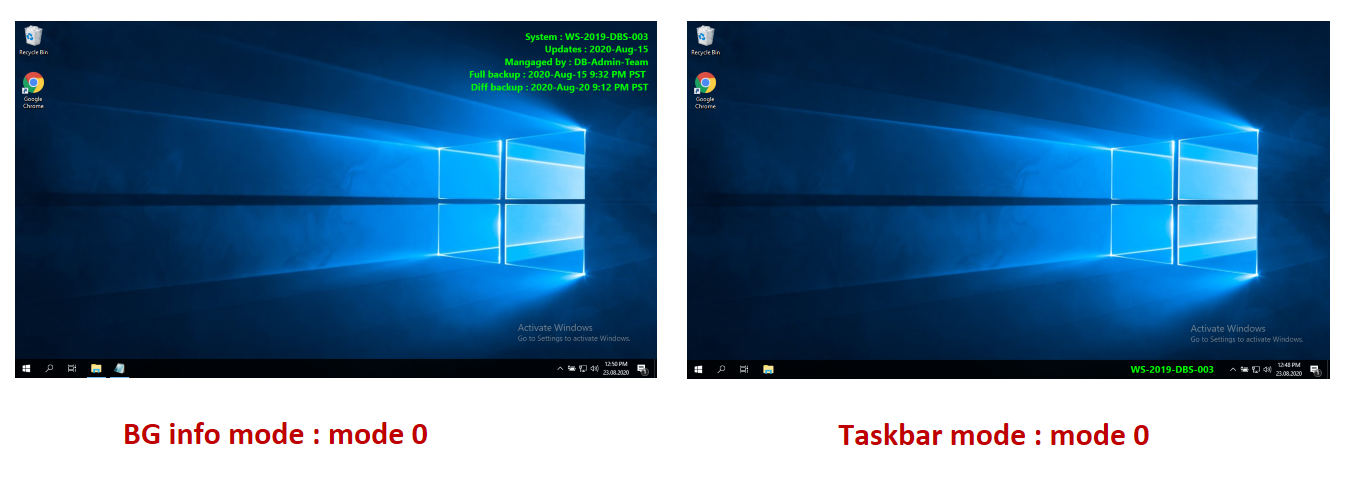 Recycle Bin
Google
Chrome
System : WS-2019-DBS-003
Updates : 2020-Aug-15
Mangaged by : DB-Admin-Team
Full backup : 2020-Aug-15 9:32 PM PST
Diff backup : 2020-Aug-20 9:12 PM PST
Activate Windows
Go to Settings to activate Windows.
12:50 PM
23.08.2020
BG info mode : mode 0
Recycle Bin
Google
Chrome
Activate Windows
Go to Settings to activate Windows.
WS-2019-DBS-003
12:48 PM
23.08.2020
Taskbar mode : mode 0